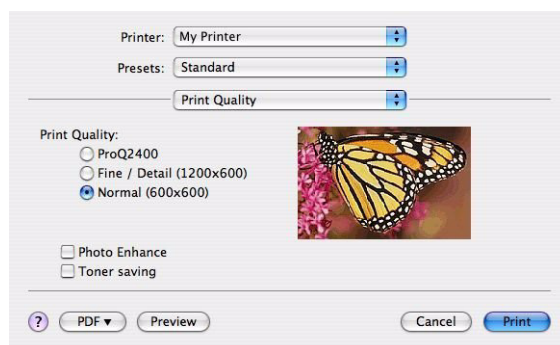 Printer: My Printer
Presets: Standard
Print Quality
Print Quality:
ProQ2400
Fine / Detail (1200x600)
Normal (600x600)
Photo Enhance
Toner saving
? PDF ▼ Preview Cancel Print